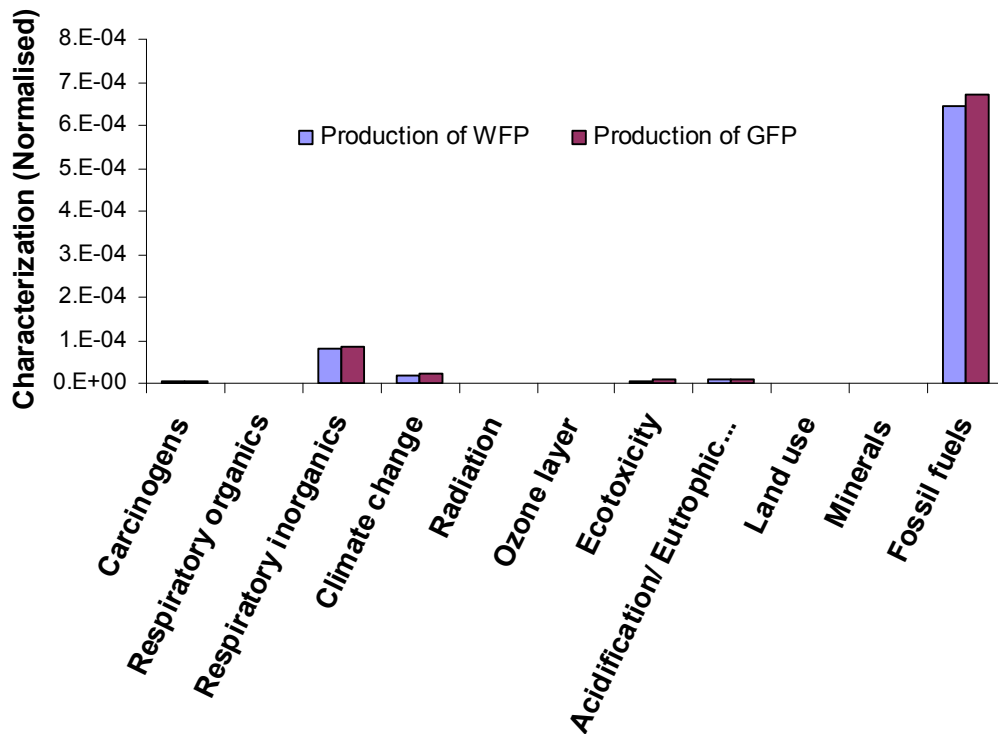 Characterization (Normalised)
8.E-04
7.E-04
6.E-04
5.E-04
4.E-04
3.E-04
2.E-04
1.E-04
0.E+00
Production of WFP
Production of GFP
Carcinogens
Respiratory organics
Respiratory inorganics
Climate change
Radiation
Ozone layer
Ecotoxicity
Acidification/ Eutrophic...
Land use
Minerals
Fossil fuels